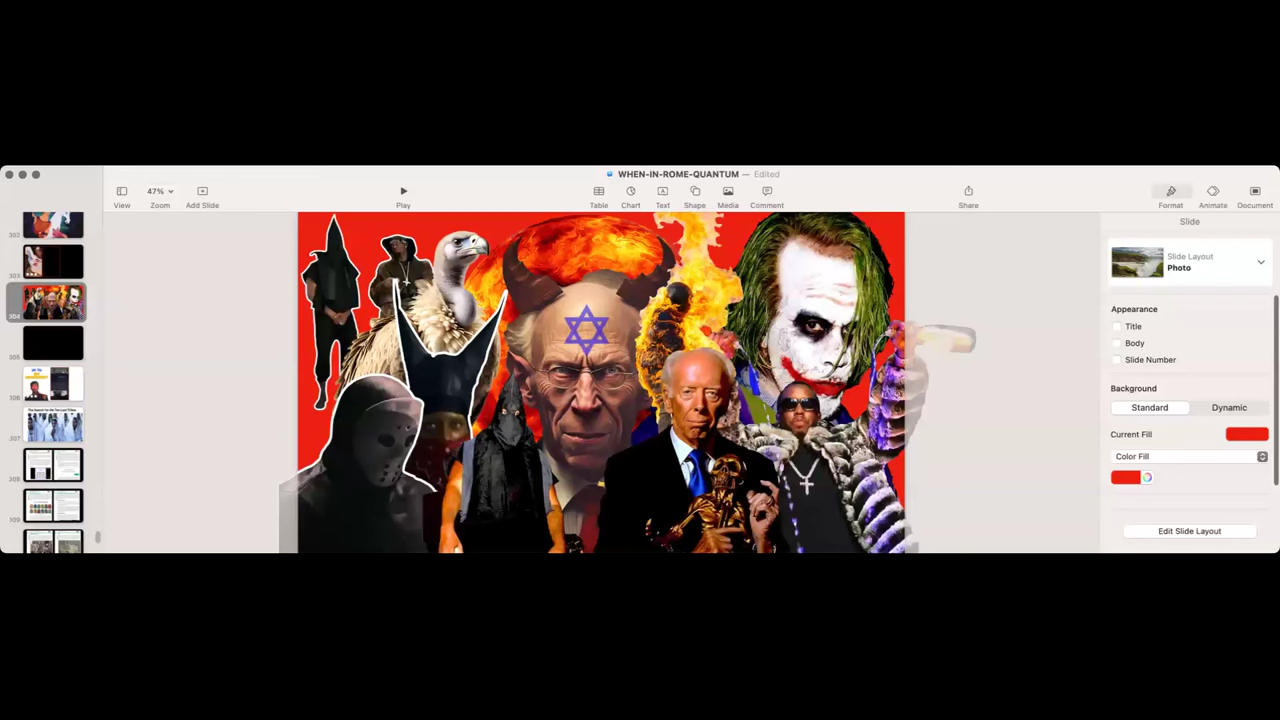 WHEN-IN-ROME-QUANTUM — Edited
47%
View
Zoom
Add Slide
Play
Table
Chart
Text
Shape
Media
Comment
Share
Format
Animate
Document
Slide
Slide Layout
Photo
Appearance
Title
Body
Slide Number
Background
Standard
Dynamic
Current Fill
Color Fill
Edit Slide Layout